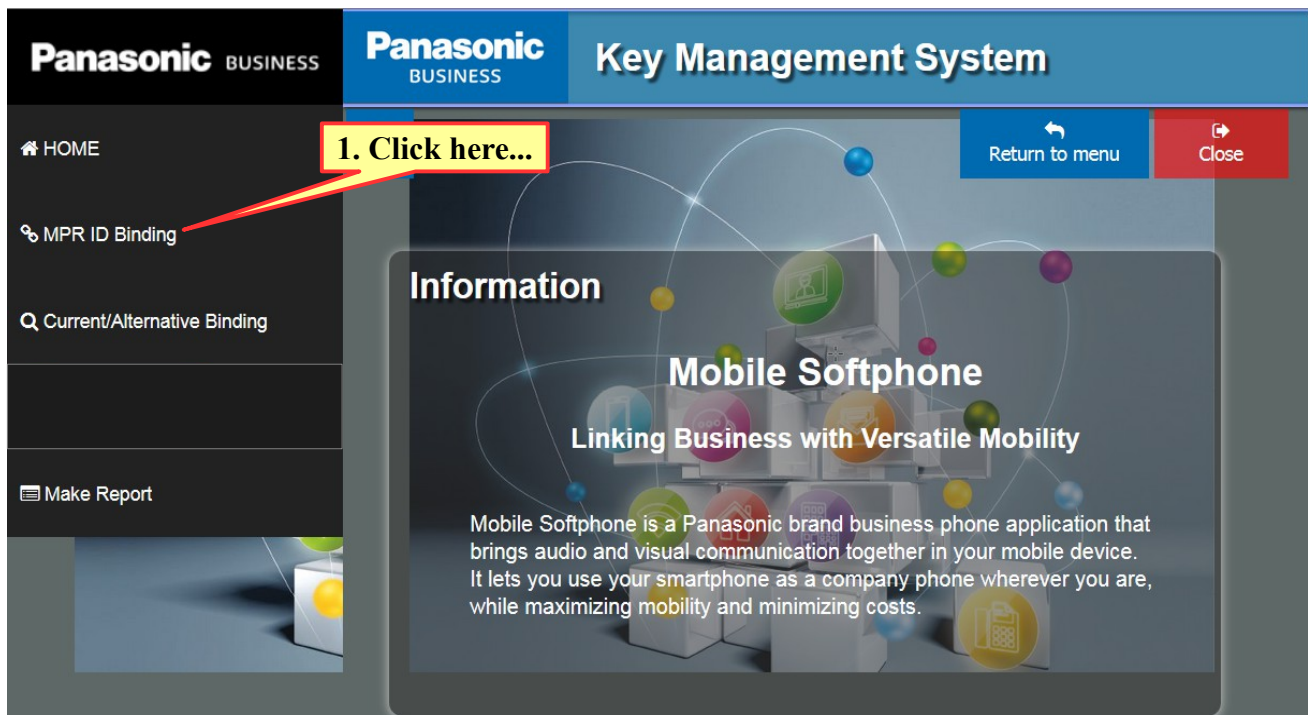 Panasonic BUSINESS
HOME
MPR ID Binding
Current/Alternative Binding
Make Report
Panasonic
BUSINESS
Key Management System
1. Click here...
Return to menu
Close
Information
Mobile Softphone
Linking Business with Versatile Mobility
Mobile Softphone is a Panasonic brand business phone application that
brings audio and visual communication together in your mobile device.
It lets you use your smartphone as a company phone wherever you are,
while maximizing mobility and minimizing costs.